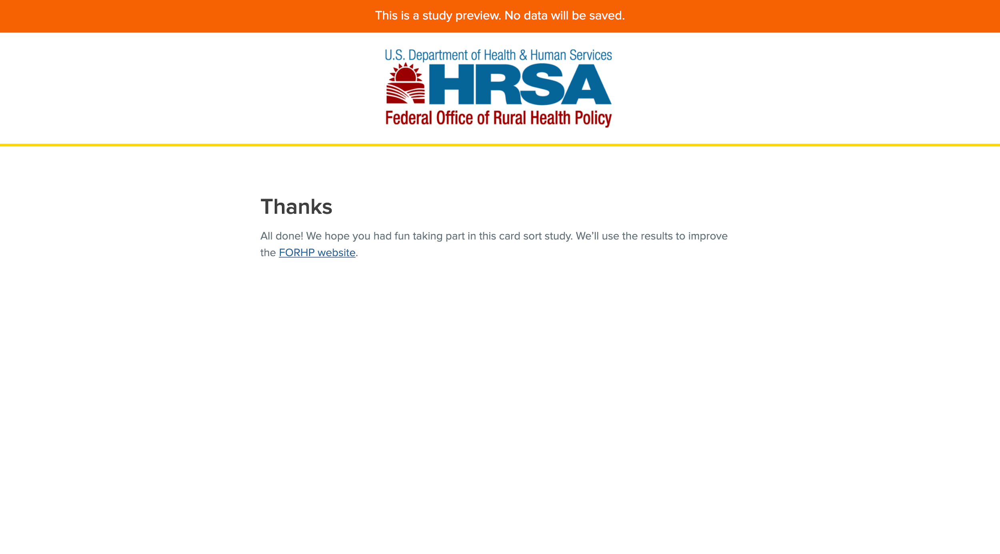 This is a study preview. No data will be saved.
U.S. Department of Health & Human Services
HRSA
Federal Office of Rural Health Policy
Thanks
All done! We hope you had fun taking part in this card sort study. We’ll use the results to improve
the FORHP website.